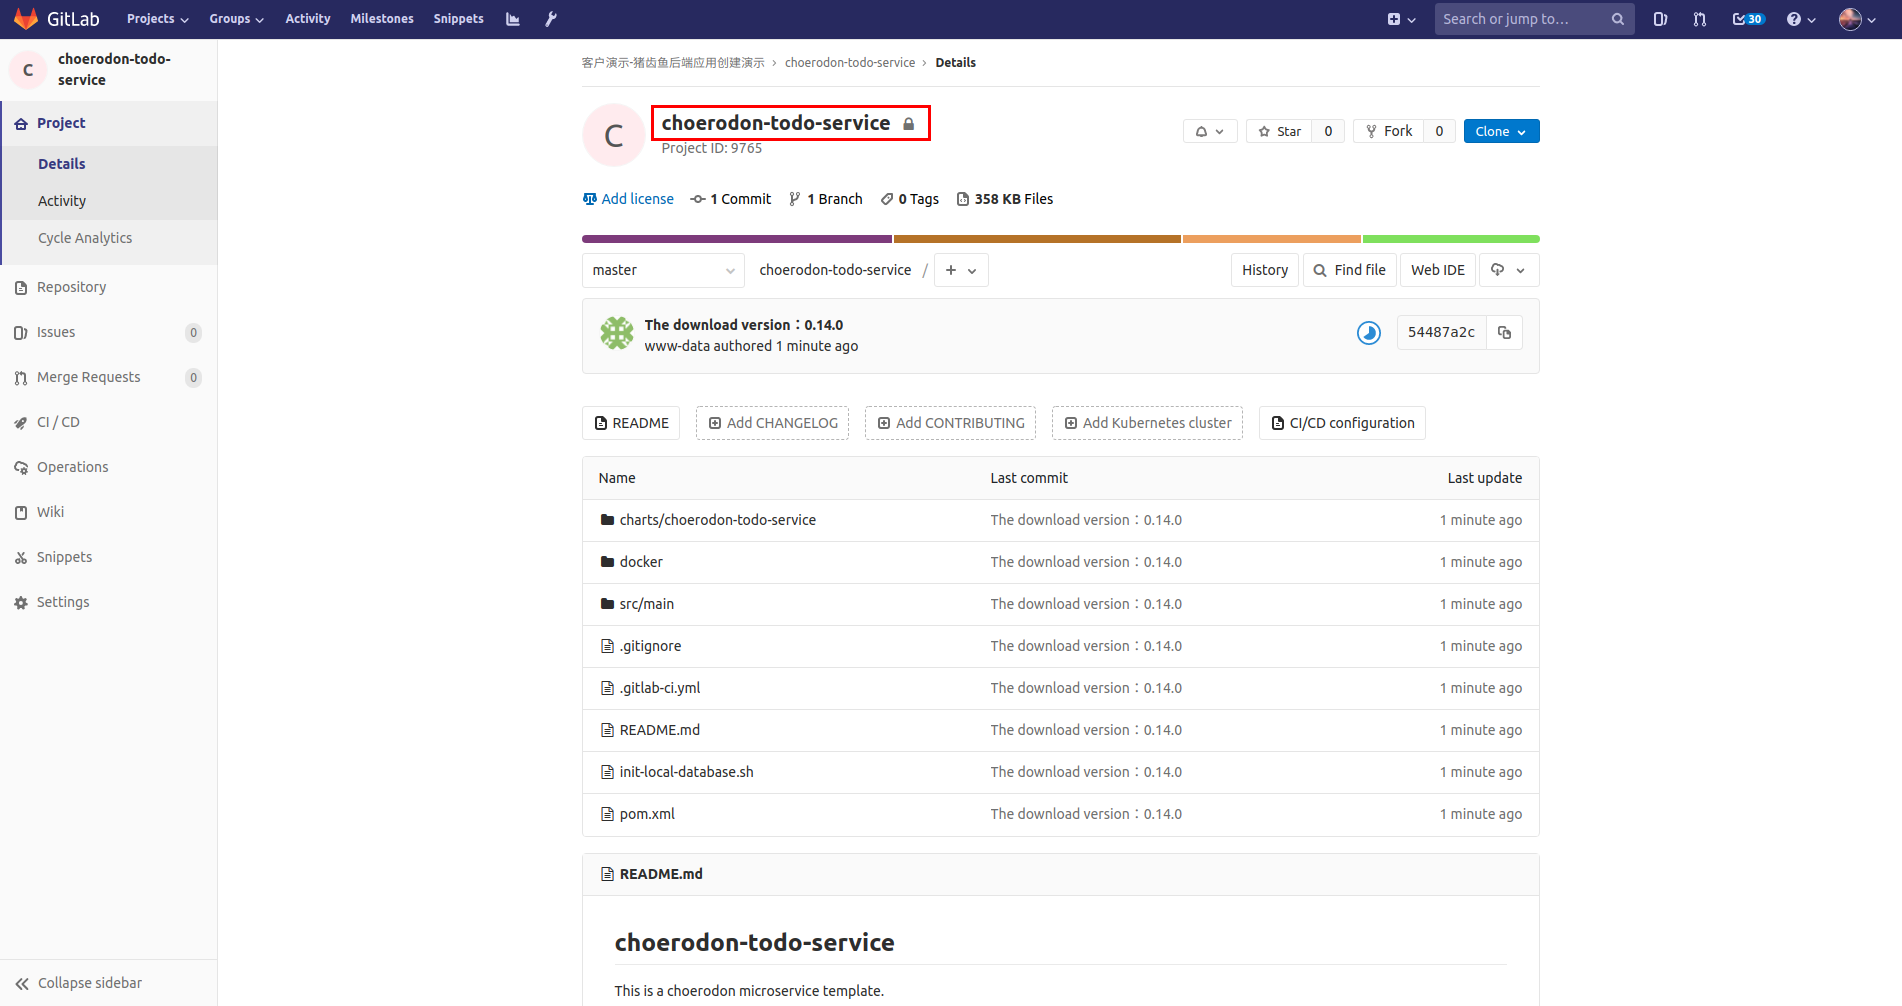 GitLab Projects Groups Activity Milestones Snippets Search or jump to... 30
C choerodon-todo-service
Project
Details
Activity
Cycle Analytics
Repository
Issues 0
Merge Requests 0
CI / CD
Operations
Wiki
Snippets
Settings
Collapse sidebar
客户演示-猪齿鱼后端应用创建演示 › choerodon-todo-service › Details
C
choerodon-todo-service
Project ID: 9765
Star 0 Fork 0 Clone
Add license 1 Commit 1 Branch 0 Tags 358 KB Files
master choerodon-todo-service / + History Find file Web IDE
The download version：0.14.0
www-data authored 1 minute ago
54487a2c
README Add CHANGELOG Add CONTRIBUTING Add Kubernetes cluster CI/CD configuration
Name Last commit Last update
charts/choerodon-todo-service The download version：0.14.0 1 minute ago
docker The download version：0.14.0 1 minute ago
src/main The download version：0.14.0 1 minute ago
.gitignore The download version：0.14.0 1 minute ago
.gitlab-ci.yml The download version：0.14.0 1 minute ago
README.md The download version：0.14.0 1 minute ago
init-local-database.sh The download version：0.14.0 1 minute ago
pom.xml The download version：0.14.0 1 minute ago
README.md
choerodon-todo-service
This is a choerodon microservice template.